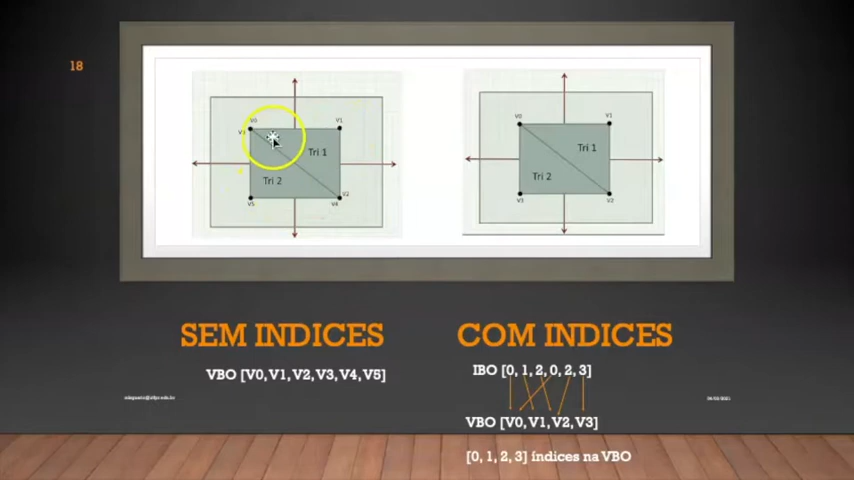 18
V0
V1
V3
Tri 1
Tri 2
V2
V5
V4
V0
V1
Tri 1
Tri 2
V3
V2
SEM INDICES
COM INDICES
VBO [V0, V1, V2, V3, V4, V5]
IBO [0, 1, 2, 0, 2, 3]
VBO [V0, V1, V2, V3]
[0, 1, 2, 3] índices na VBO